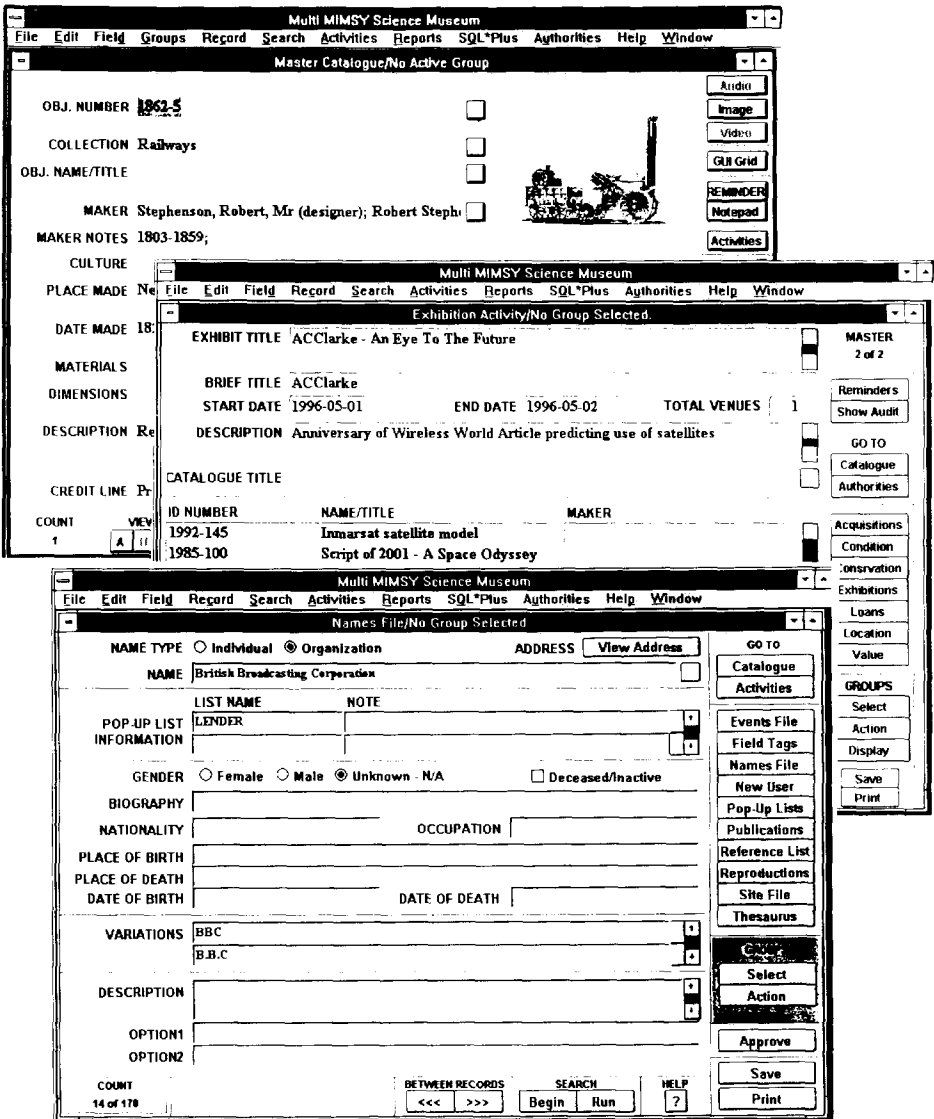 Multi MIMSY Science Museum
File Edit Field Groups Record Search Activities Reports SQL*Plus Authorities Help Window
Master Catalogue/No Active Group
OBJ. NUMBER 1862-5
COLLECTION Railways
OBJ. NAME/TITLE
MAKER Stephenson, Robert, Mr (designer); Robert Steph
MAKER NOTES 1803-1859;
CULTURE
PLACE MADE Ne
DATE MADE 18
MATERIALS
DIMENSIONS
DESCRIPTION Re
CREDIT LINE Pr
COUNT VIEW
1 A
Audio
Image
Video
GUI Grid
REMINDER
Notepad
Activities
Multi MIMSY Science Museum
File Edit Field Record Search Activities Reports SQL*Plus Authorities Help Window
Exhibition Activity/No Group Selected.
EXHIBIT TITLE ACClarke - An Eye To The Future
BRIEF TITLE ACClarke
START DATE 1996-05-01 END DATE 1996-05-02 TOTAL VENUES 1
DESCRIPTION Anniversary of Wireless World Article predicting use of satellites
CATALOGUE TITLE
ID NUMBER NAME/TITLE MAKER
1992-145 Inmarsat satellite model
1985-100 Script of 2001 - A Space Odyssey
MASTER
2 of 2
Reminders
Show Audit
GO TO
Catalogue
Authorities
Acquisitions
Condition
Consrvation
Exhibitions
Loans
Location
Value
GROUPS
Select
Action
Display
Save
Print
Multi MIMSY Science Museum
File Edit Field Record Search Activities Reports SQL*Plus Authorities Help Window
Names File/No Group Selected
NAME TYPE Individual Organization ADDRESS View Address
NAME British Broadcasting Corporation
LIST NAME NOTE
POP-UP LIST INFORMATION LENDER
GENDER Female Male Unknown - N/A Deceased/Inactive
BIOGRAPHY
NATIONALITY OCCUPATION
PLACE OF BIRTH
PLACE OF DEATH
DATE OF BIRTH DATE OF DEATH
VARIATIONS BBC
B.B.C
DESCRIPTION
OPTION1
OPTION2
COUNT BETWEEN RECORDS SEARCH HELP
14 of 178 <<< >>> Begin Run ?
GO TO
Catalogue
Activities
Events File
Field Tags
Names File
New User
Pop-Up Lists
Publications
Reference List
Reproductions
Site File
Thesaurus
Select
Action
Approve
Save
Print